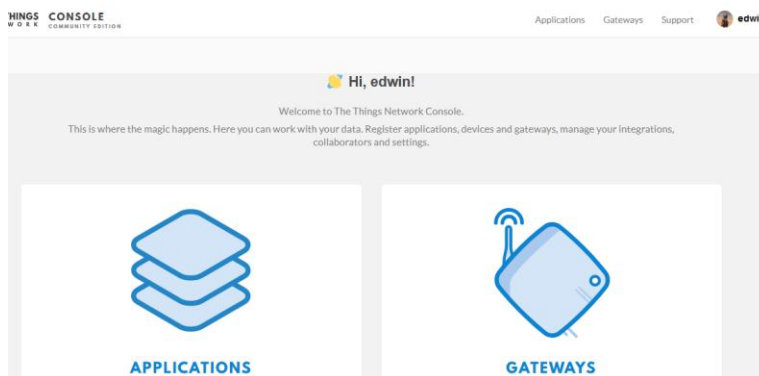 THINGS CONSOLE
WORK COMMUNITY EDITION
Applications Gateways Support edwi
Hi, edwin!
Welcome to The Things Network Console.
This is where the magic happens. Here you can work with your data. Register applications, devices and gateways, manage your integrations,
collaborators and settings.
APPLICATIONS
GATEWAYS